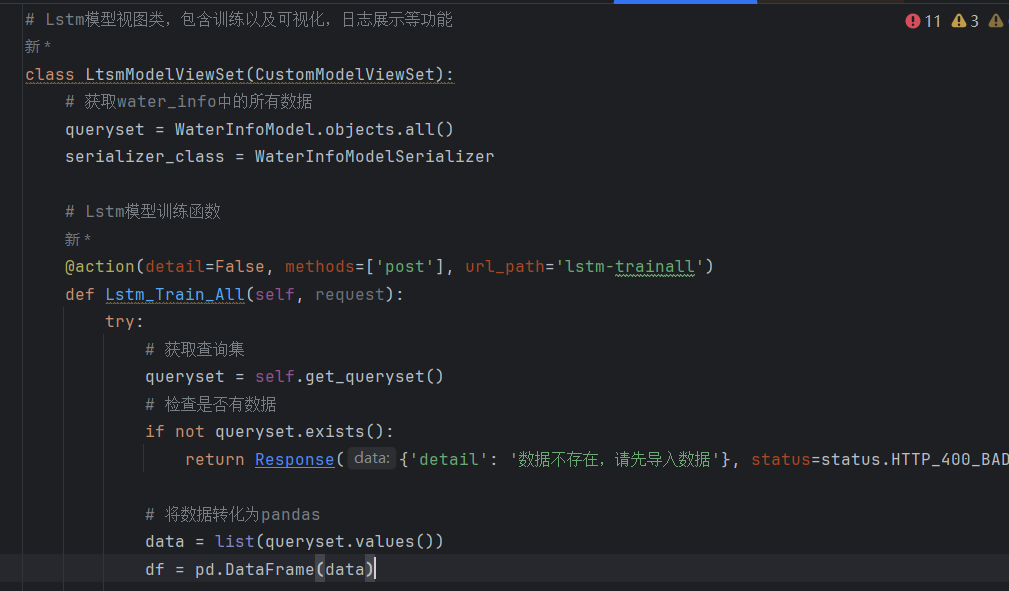 # Lstm模型视图类，包含训练以及可视化，日志展示等功能
11 3
新 *
class LtsmModelViewSet(CustomModelViewSet):
# 获取water_info中的所有数据
queryset = WaterInfoModel.objects.all()
serializer_class = WaterInfoModelSerializer
# Lstm模型训练函数
新 *
@action(detail=False, methods=['post'], url_path='lstm-trainall')
def Lstm_Train_All(self, request):
try:
# 获取查询集
queryset = self.get_queryset()
# 检查是否有数据
if not queryset.exists():
return Response( data: {'detail': '数据不存在，请先导入数据'}, status=status.HTTP_400_BAD
# 将数据转化为pandas
data = list(queryset.values())
df = pd.DataFrame(data)